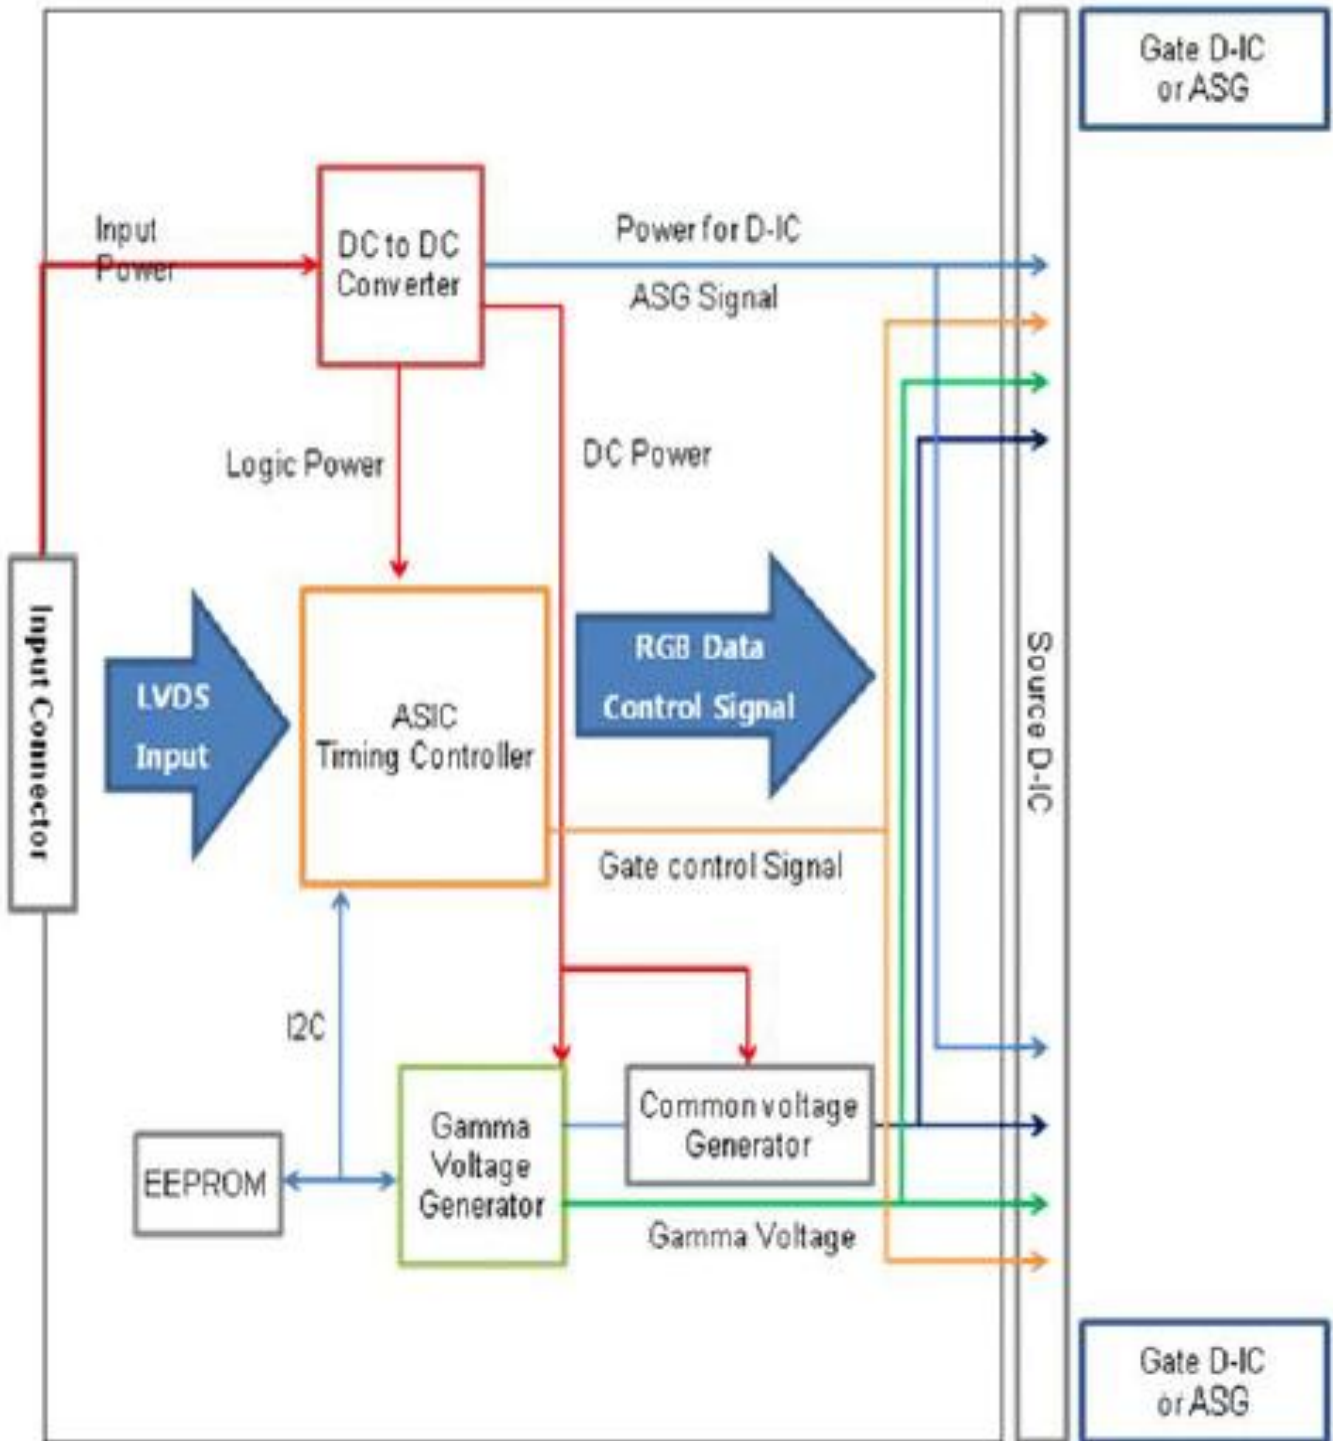 Gate D-IC
or ASG
Input
Power
DC to DC
Converter
Power for D-IC
ASG Signal
Logic Power
DC Power
Input Connector
LVDS
Input
ASIC
Timing Controller
RGB Data
Control Signal
Source D-IC
Gate control Signal
I2C
EEPROM
Gamma
Voltage
Generator
Common voltage
Generator
Gamma Voltage
Gate D-IC
or ASG